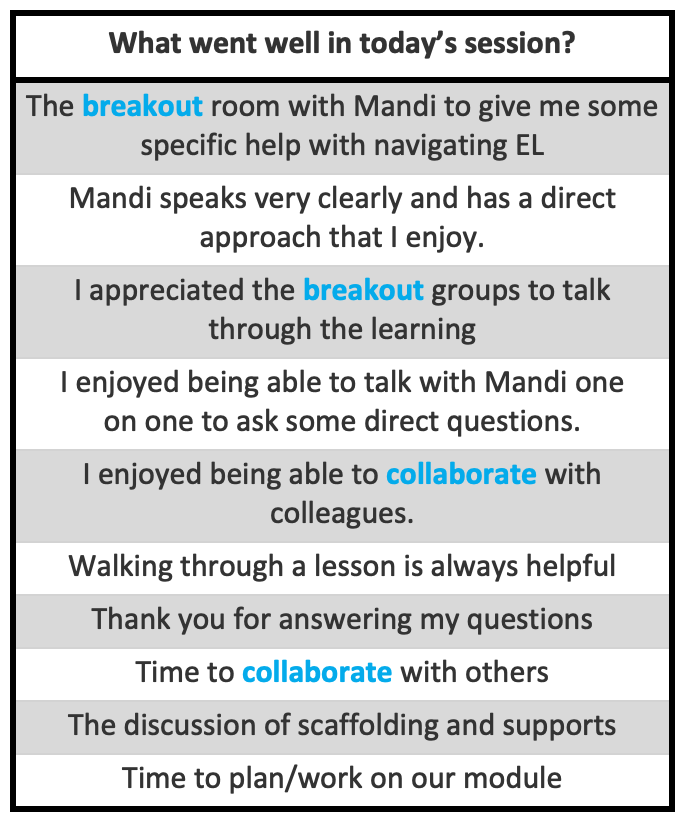 What went well in today’s session?
The breakout room with Mandi to give me some
specific help with navigating EL
Mandi speaks very clearly and has a direct
approach that I enjoy.
I appreciated the breakout groups to talk
through the learning
I enjoyed being able to talk with Mandi one
on one to ask some direct questions.
I enjoyed being able to collaborate with
colleagues.
Walking through a lesson is always helpful
Thank you for answering my questions
Time to collaborate with others
The discussion of scaffolding and supports
Time to plan/work on our module